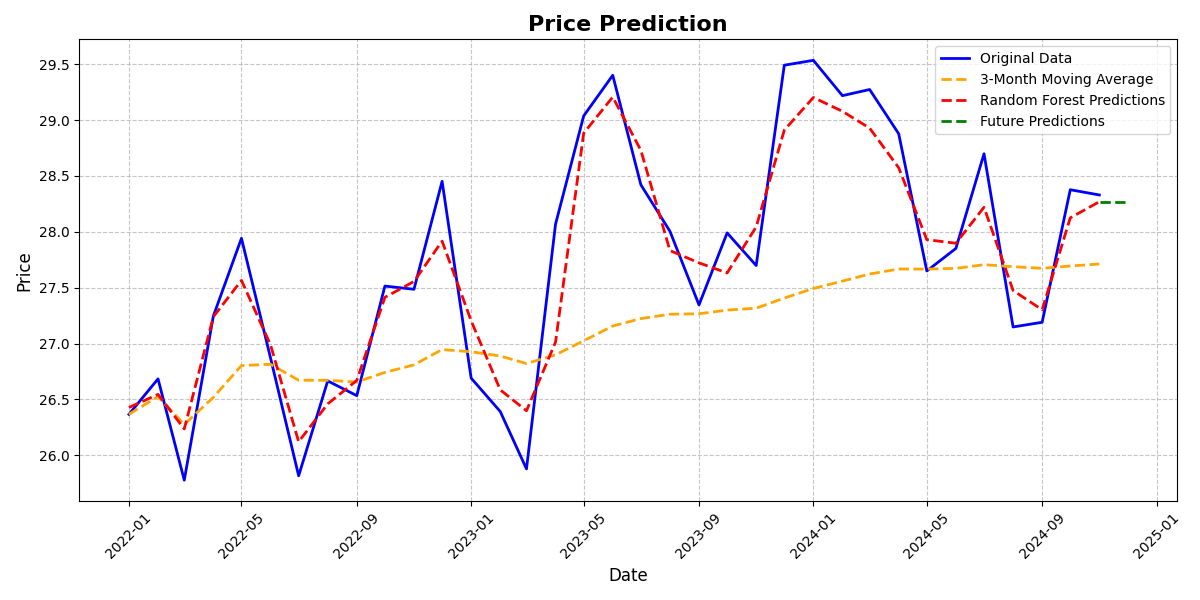 Price Prediction
Original Data
3-Month Moving Average
Random Forest Predictions
Future Predictions
29.5
29.0
28.5
28.0
27.5
27.0
26.5
26.0
Price
2022-01
2022-05
2022-09
2023-01
2023-05
2023-09
2024-01
2024-05
2024-09
2025-01
Date